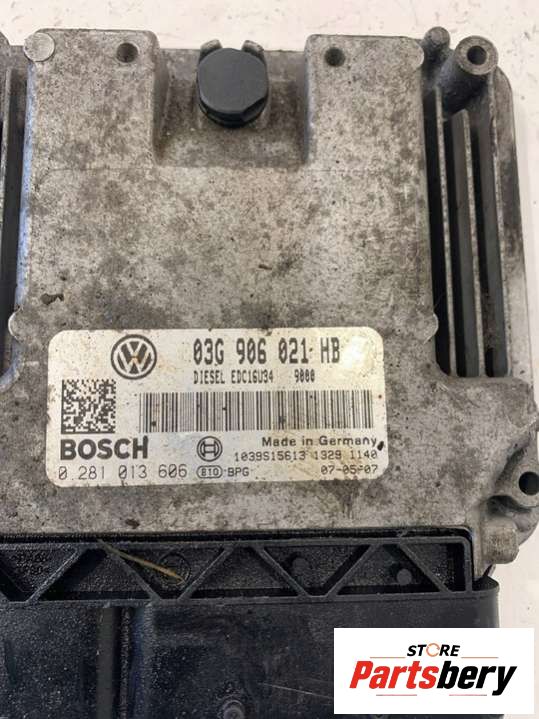 03G 906 021 HB
DIESEL EDC16U34 9000
BOSCH
Made in Germany
1039S15613 1329 1140
0 281 013 606 BPG 07-05-07
STORE
Partsbery